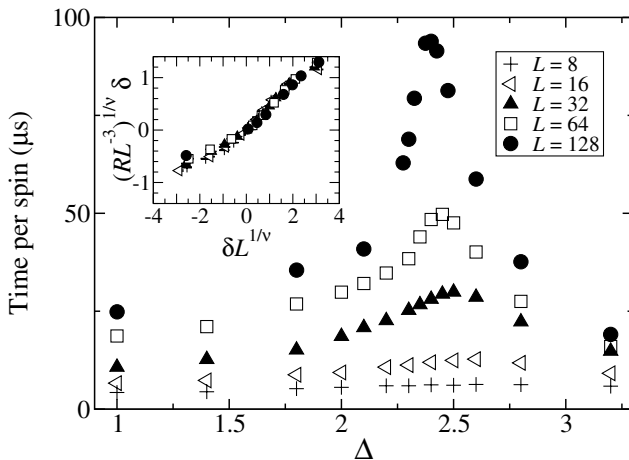 100
50
0
Time per spin (μs)
1
1.5
2
2.5
3
Δ
L = 8
L = 16
L = 32
L = 64
L = 128
1
0
-1
(RL⁻³)^{1/ν} δ
-4
-2
0
2
4
δL^{1/ν}